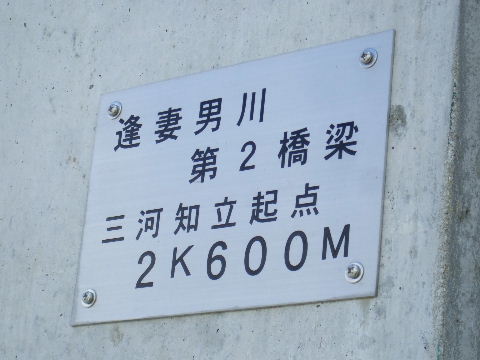 逢妻男川
第2橋梁
三河知立起点
2K600M